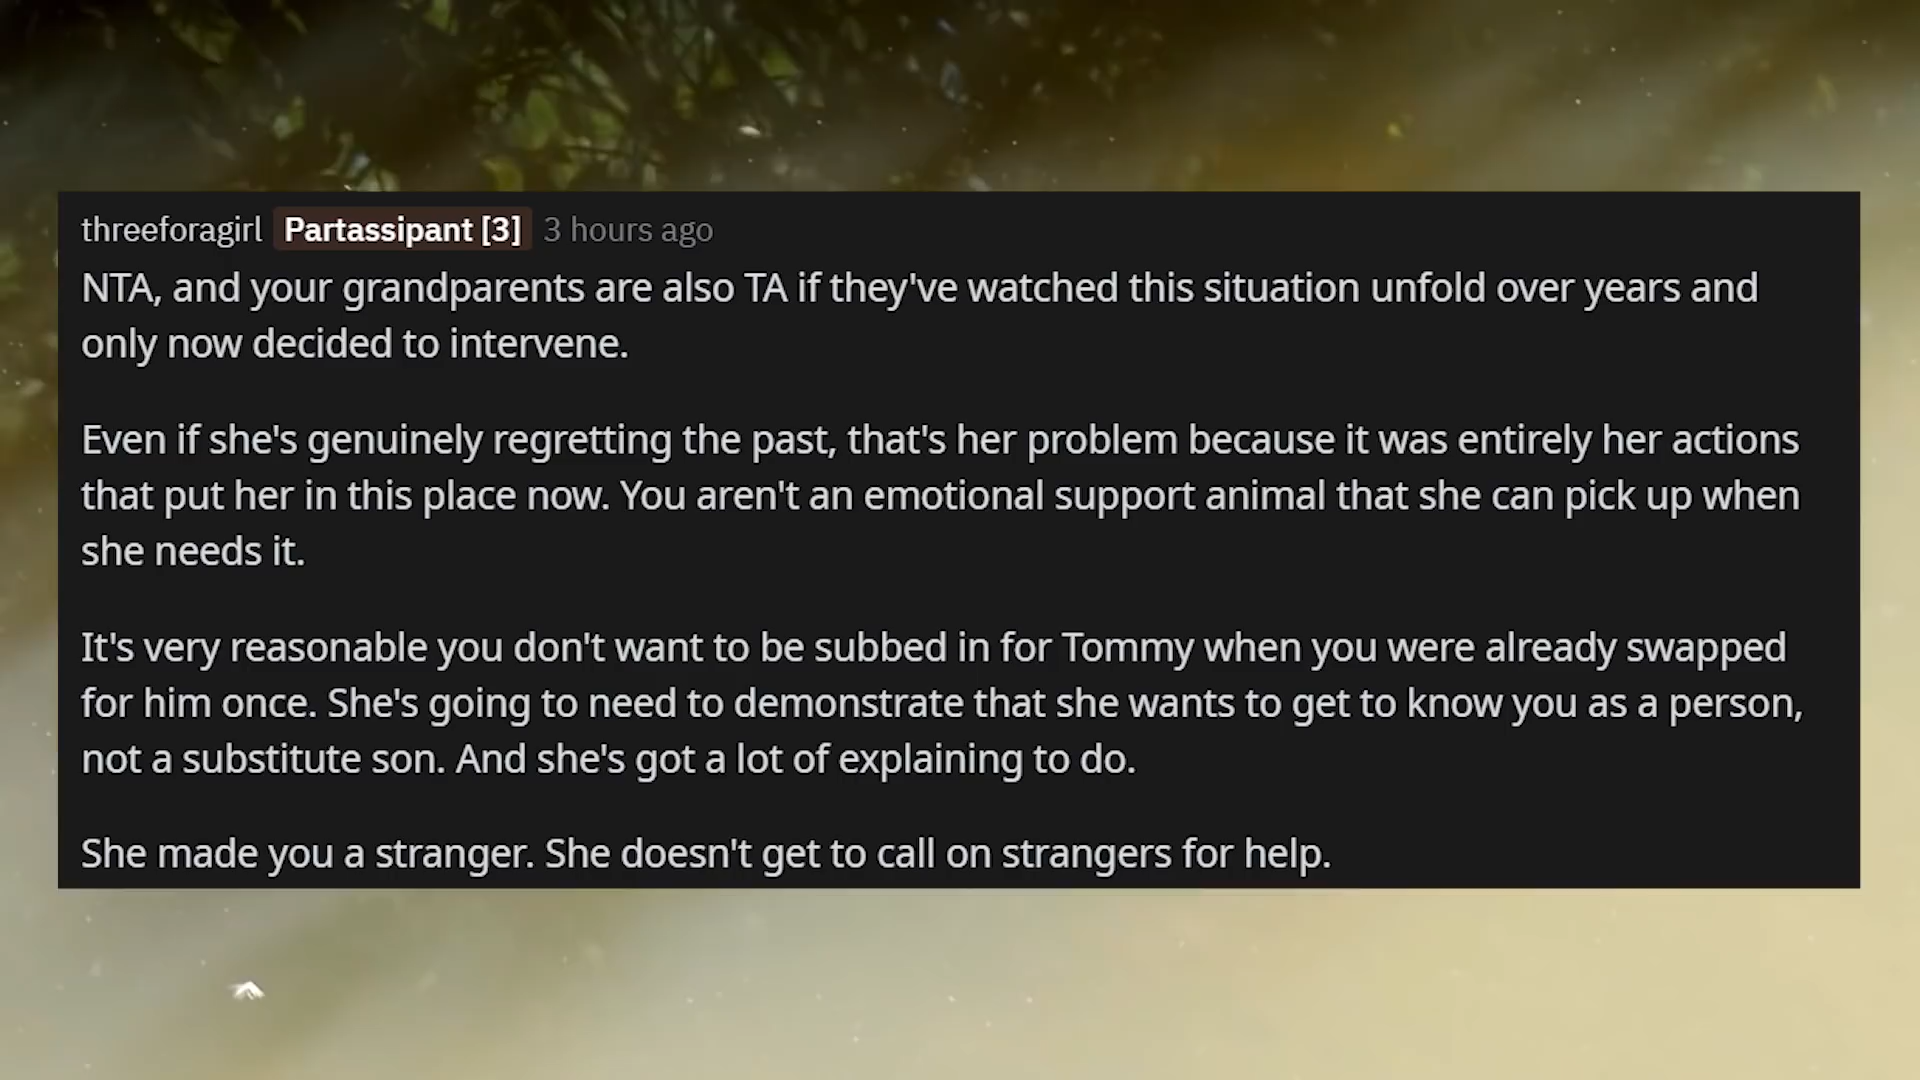 threeforagirl Partassipant [3] 3 hours ago
NTA, and your grandparents are also TA if they've watched this situation unfold over years and
only now decided to intervene.
Even if she's genuinely regretting the past, that's her problem because it was entirely her actions
that put her in this place now. You aren't an emotional support animal that she can pick up when
she needs it.
It's very reasonable you don't want to be subbed in for Tommy when you were already swapped
for him once. She's going to need to demonstrate that she wants to get to know you as a person,
not a substitute son. And she's got a lot of explaining to do.
She made you a stranger. She doesn't get to call on strangers for help.